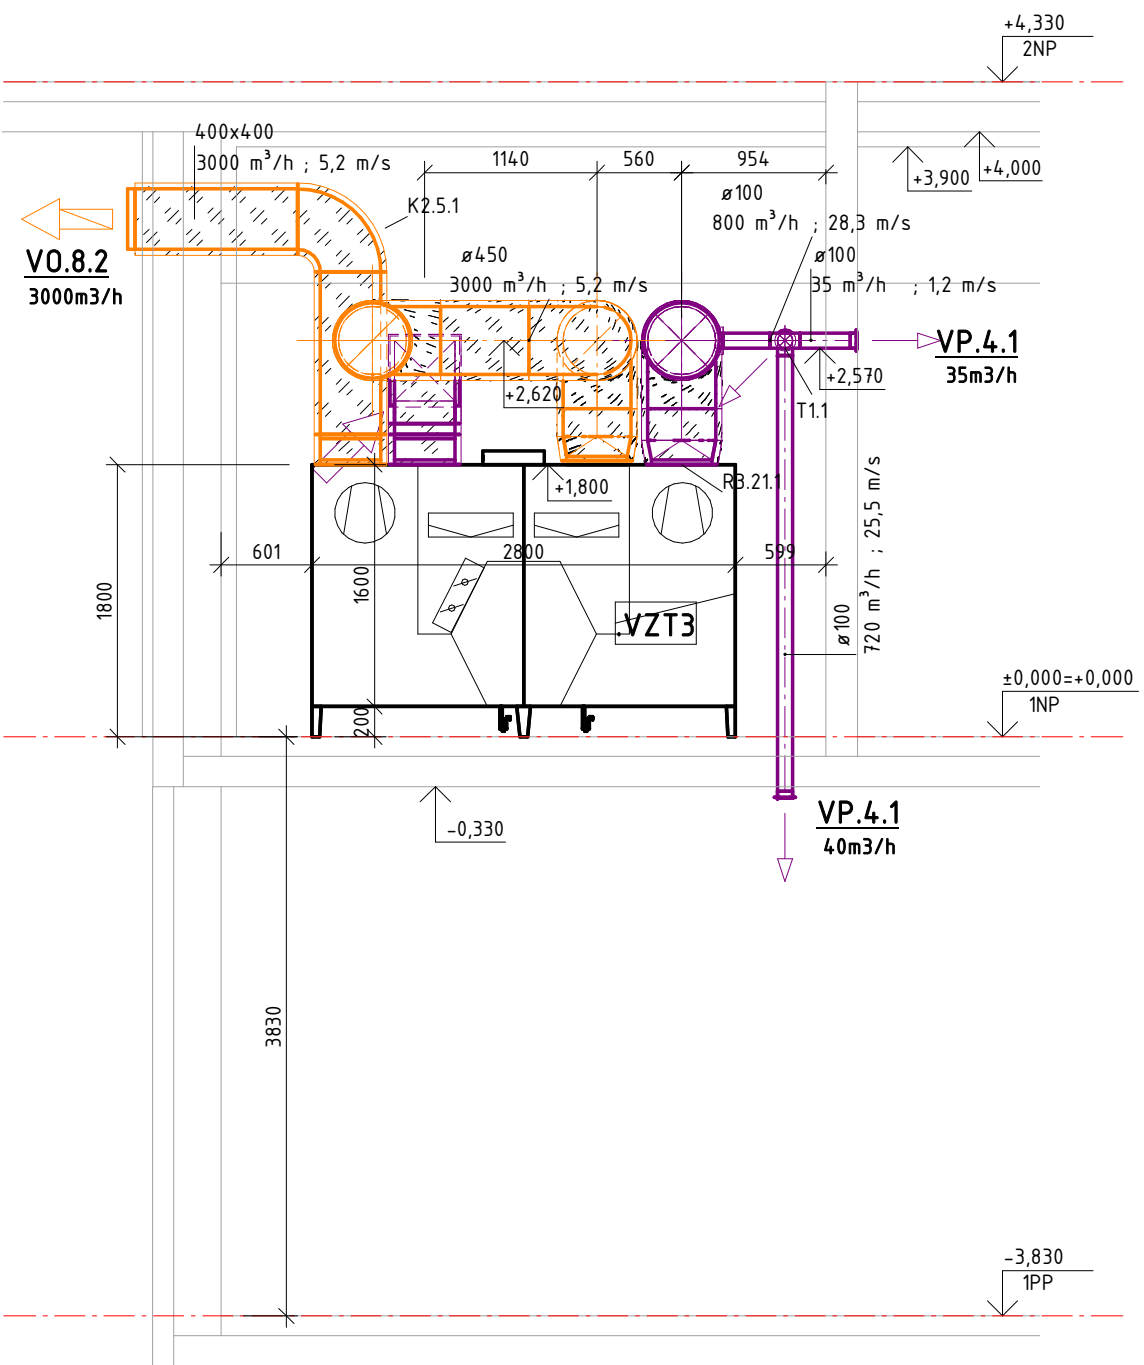 +4,330
2NP
400x400
3000 m³/h ; 5,2 m/s
1140
560
954
+3,900
+4,000
K2.5.1
ø100
800 m³/h ; 28,3 m/s
VO.8.2
3000m3/h
ø450
3000 m³/h ; 5,2 m/s
ø100
35 m³/h ; 1,2 m/s
VP.4.1
35m3/h
+2,570
+2,620
T1.1
R3.21.1
+1,800
601
2800
599
1800
1600
200
VZT3
ø100
720 m³/h ; 25,5 m/s
±0,000=+0,000
1NP
-0,330
VP.4.1
40m3/h
3830
-3,830
1PP